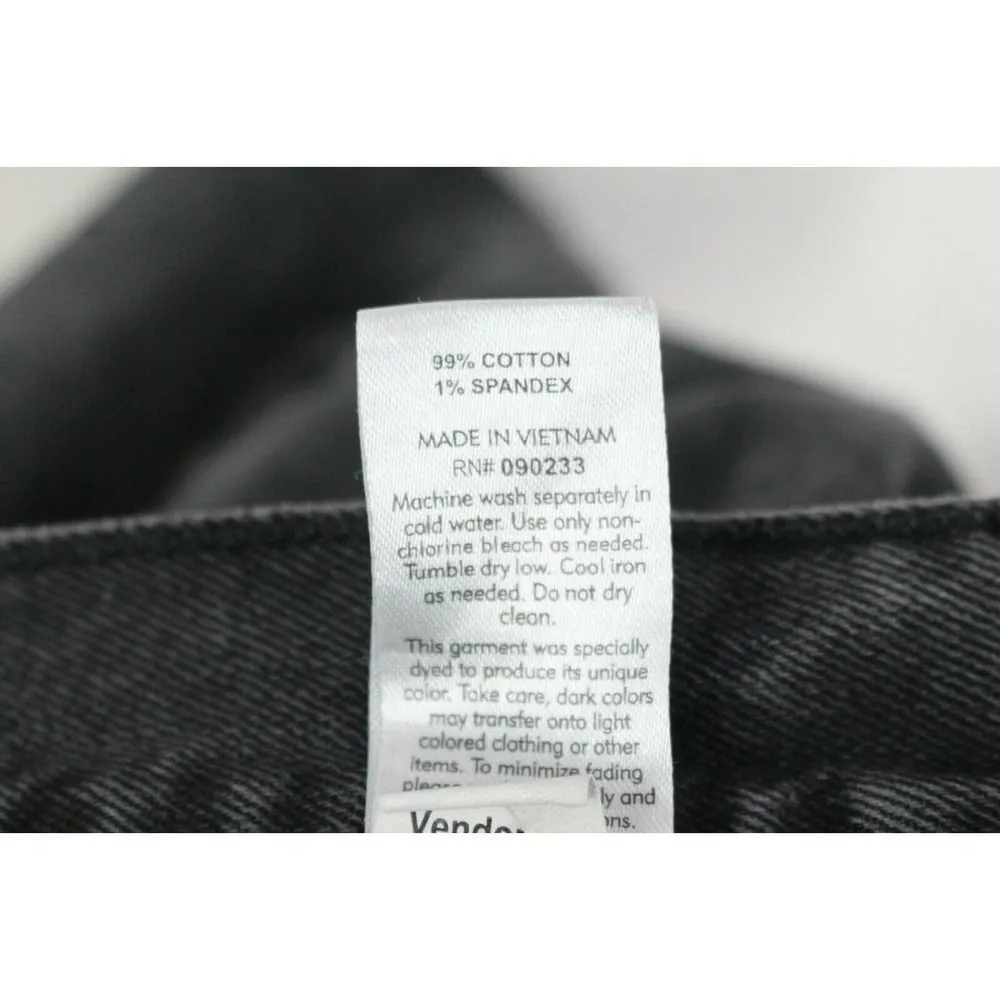 99% COTTON
1% SPANDEX
MADE IN VIETNAM
RN# 090233
Machine wash separately in
cold water. Use only non-
chlorine bleach as needed.
Tumble dry low. Cool iron
as needed. Do not dry
clean.
This garment was specially
dyed to produce its unique
color. Take care, dark colors
may transfer onto light
colored clothing or other
items. To minimize fading
and